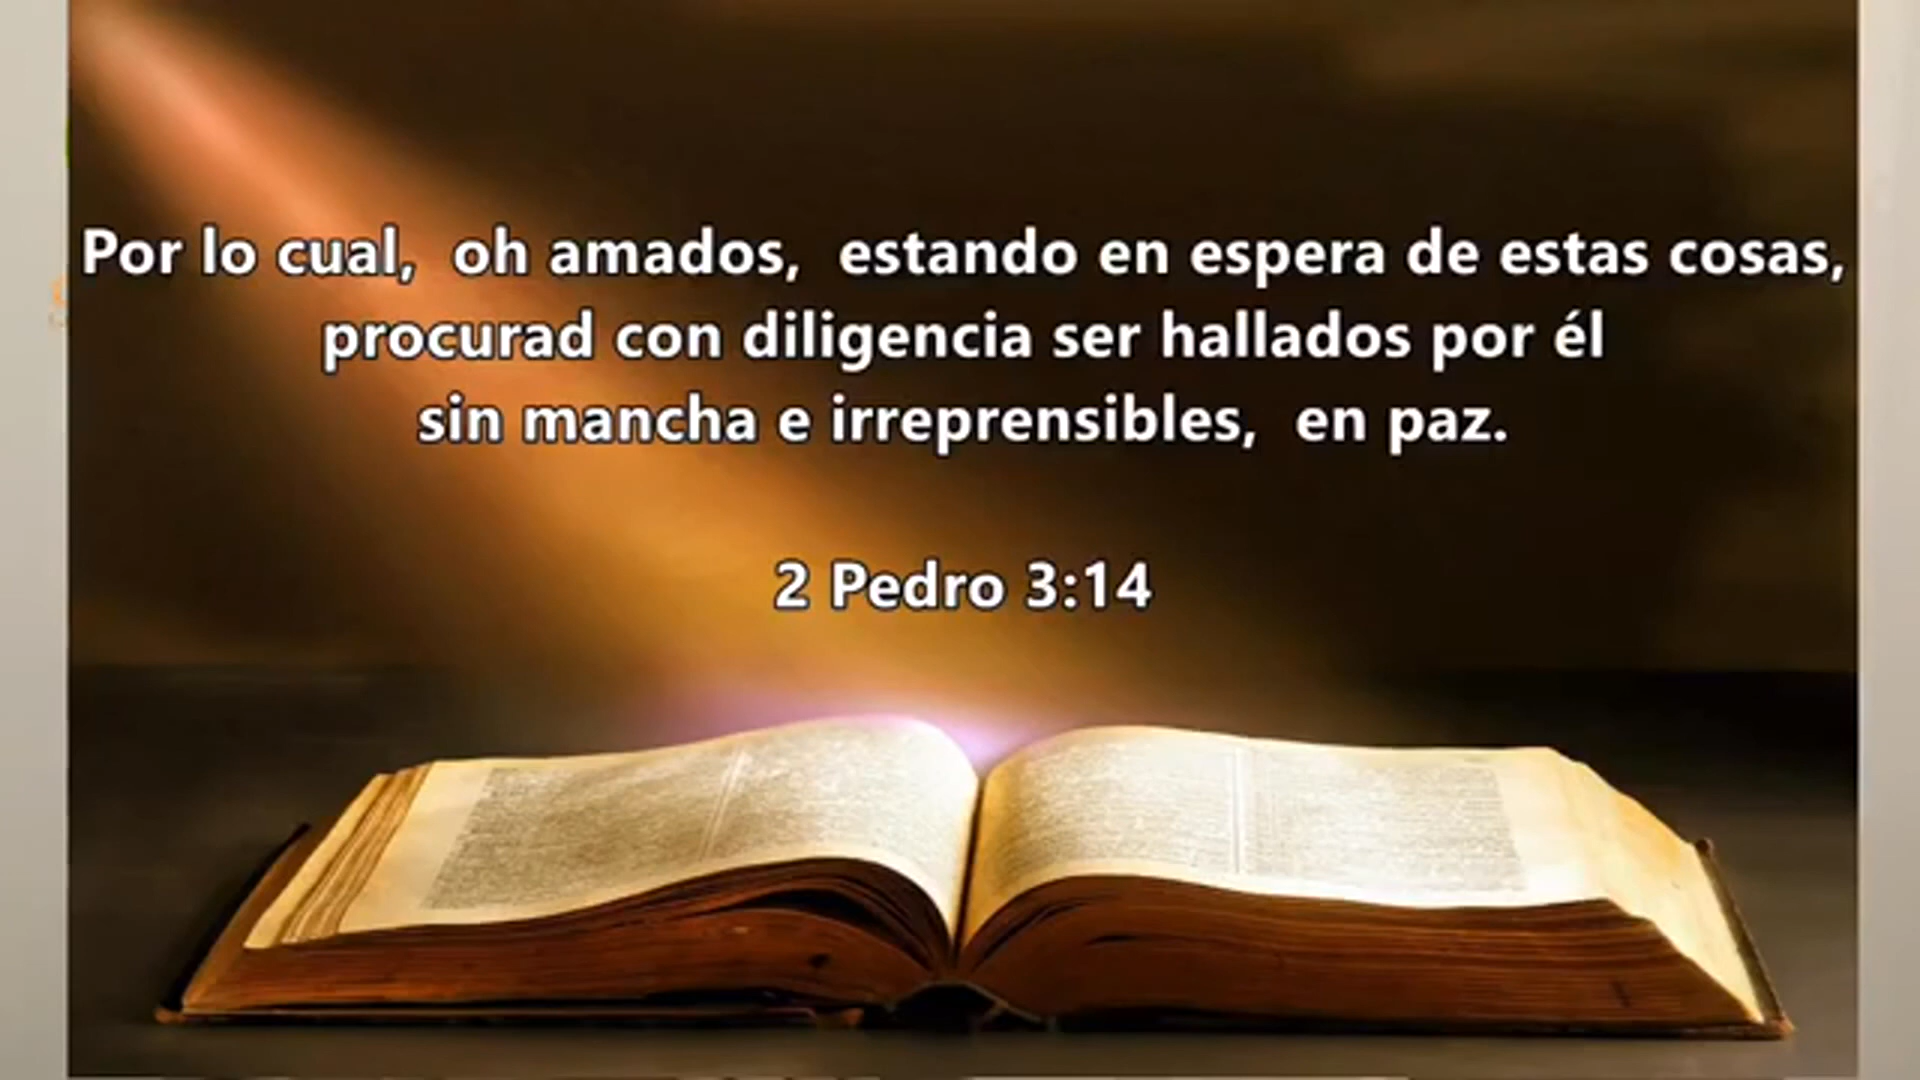 Por lo cual, oh amados, estando en espera de estas cosas,
procurad con diligencia ser hallados por él
sin mancha e irreprensibles, en paz.
2 Pedro 3:14